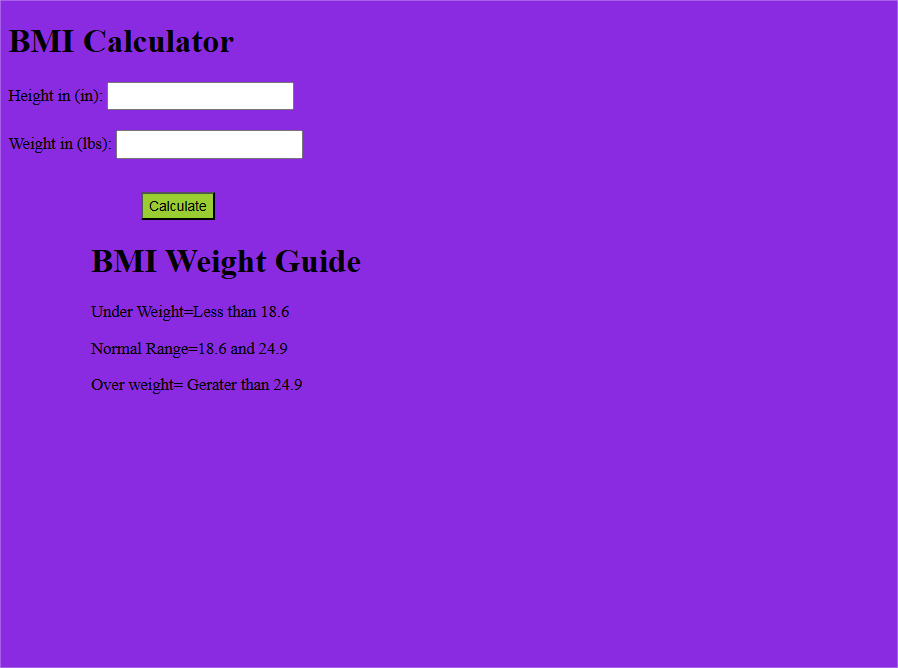 BMI Calculator
Height in (in):
Weight in (lbs):
Calculate
BMI Weight Guide
Under Weight=Less than 18.6
Normal Range=18.6 and 24.9
Over weight= Gerater than 24.9